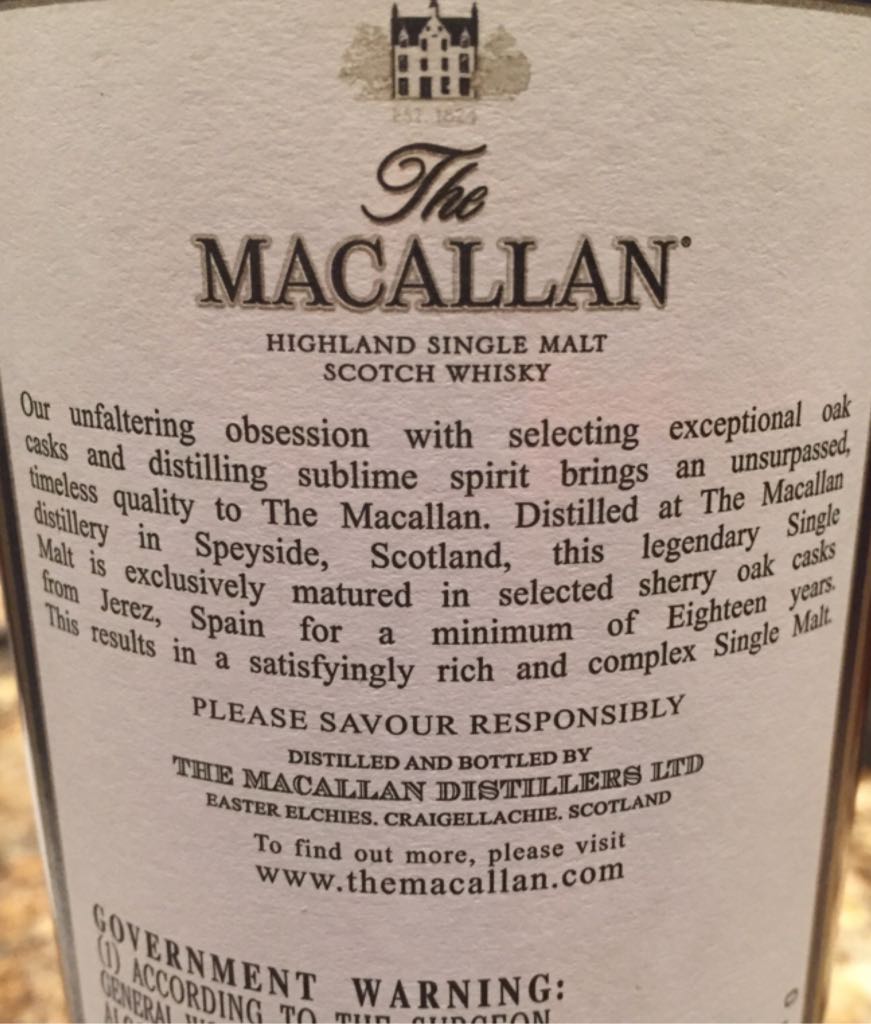 EST. 1824
The
MACALLAN
HIGHLAND SINGLE MALT
SCOTCH WHISKY
Our unfaltering obsession with selecting exceptional oak
casks and distilling sublime spirit brings an unsurpassed,
timeless quality to The Macallan. Distilled at The Macallan
distillery in Speyside, Scotland, this legendary Single
Malt is exclusively matured in selected sherry oak casks
from Jerez, Spain for a minimum of Eighteen years.
This results in a satisfyingly rich and complex Single Malt.
PLEASE SAVOUR RESPONSIBLY
DISTILLED AND BOTTLED BY
THE MACALLAN DISTILLERS LTD
EASTER ELCHIES. CRAIGELLACHIE. SCOTLAND
To find out more, please visit
www.themacallan.com
GOVERNMENT WARNING:
(1) ACCORDING TO THE SURGEON
GENERAL